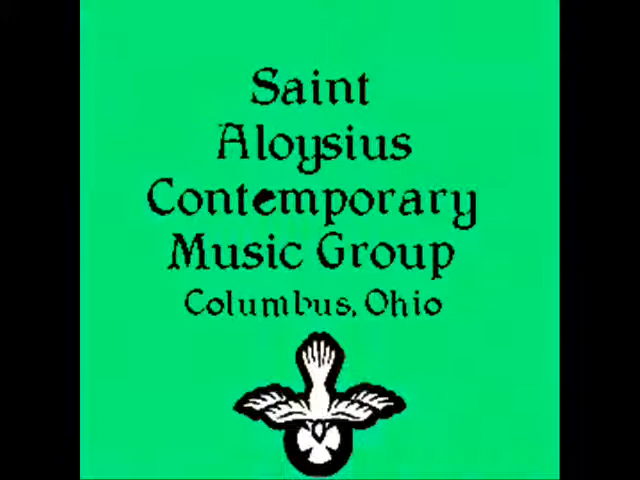 Saint
Aloysius
Contemporary
Music Group
Columbus, Ohio